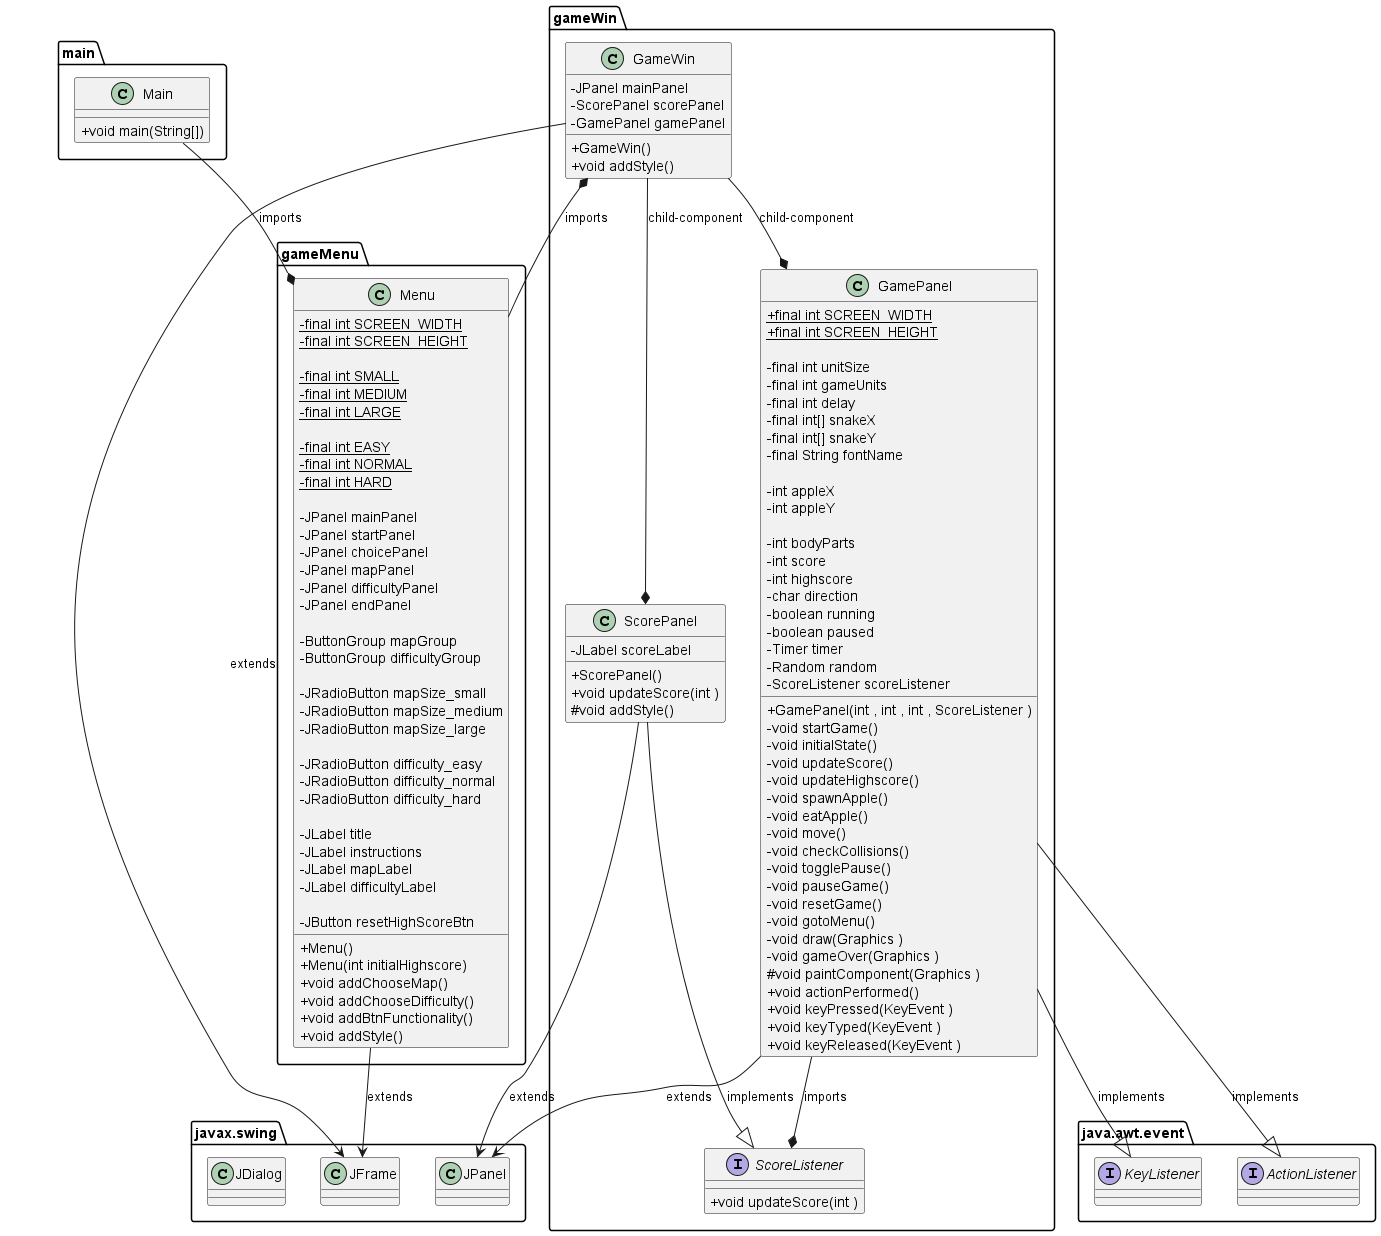 main
C Main
+void main(String[])
gameWin
C GameWin
-JPanel mainPanel
-ScorePanel scorePanel
-GamePanel gamePanel
+GameWin()
+void addStyle()
imports
imports
child-component
child-component
gameMenu
C Menu
-final int SCREEN_WIDTH
-final int SCREEN_HEIGHT
-final int SMALL
-final int MEDIUM
-final int LARGE
-final int EASY
-final int NORMAL
-final int HARD
-JPanel mainPanel
-JPanel startPanel
-JPanel choicePanel
-JPanel mapPanel
-JPanel difficultyPanel
-JPanel endPanel
-ButtonGroup mapGroup
-ButtonGroup difficultyGroup
-JRadioButton mapSize_small
-JRadioButton mapSize_medium
-JRadioButton mapSize_large
-JRadioButton difficulty_easy
-JRadioButton difficulty_normal
-JRadioButton difficulty_hard
-JLabel title
-JLabel instructions
-JLabel mapLabel
-JLabel difficultyLabel
-JButton resetHighScoreBtn
+Menu()
+Menu(int initialHighscore)
+void addChooseMap()
+void addChooseDifficulty()
+void addBtnFunctionality()
+void addStyle()
extends
C ScorePanel
-JLabel scoreLabel
+ScorePanel()
+void updateScore(int )
#void addStyle()
C GamePanel
+final int SCREEN_WIDTH
+final int SCREEN_HEIGHT
-final int unitSize
-final int gameUnits
-final int delay
-final int[] snakeX
-final int[] snakeY
-final String fontName
-int appleX
-int appleY
-int bodyParts
-int score
-int highscore
-char direction
-boolean running
-boolean paused
-Timer timer
-Random random
-ScoreListener scoreListener
+GamePanel(int , int , int , ScoreListener )
-void startGame()
-void initialState()
-void updateScore()
-void updateHighscore()
-void spawnApple()
-void eatApple()
-void move()
-void checkCollisions()
-void togglePause()
-void pauseGame()
-void resetGame()
-void gotoMenu()
-void draw(Graphics )
-void gameOver(Graphics )
#void paintComponent(Graphics )
+void actionPerformed()
+void keyPressed(KeyEvent )
+void keyTyped(KeyEvent )
+void keyReleased(KeyEvent )
extends
extends
extends
implements
imports
implements
implements
javax.swing
C JDialog
C JFrame
C JPanel
I ScoreListener
+void updateScore(int )
java.awt.event
I KeyListener
I ActionListener